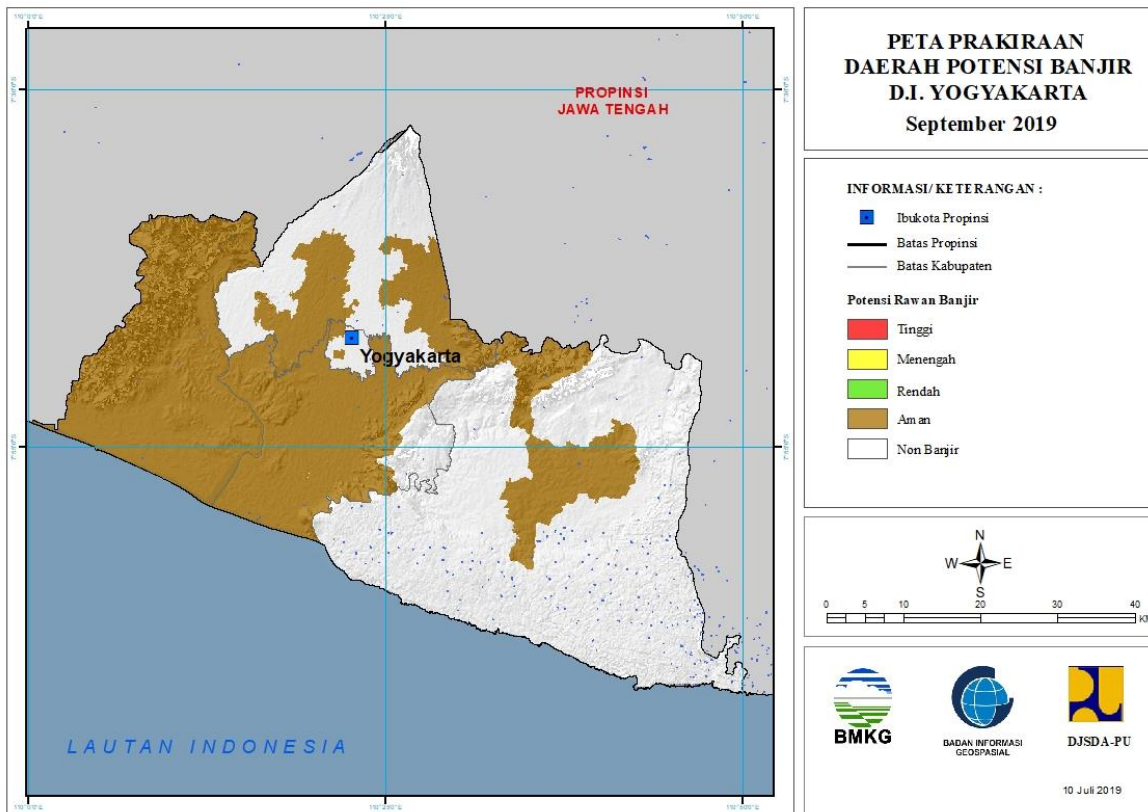 PROPINSI
JAWA TENGAH
Yogyakarta
LAUTAN INDONESIA
PETA PRAKIRAAN
DAERAH POTENSI BANJIR
D.I. YOGYAKARTA
September 2019
INFORMASI/ KETERANGAN :
Ibukota Propinsi
Batas Propinsi
Batas Kabupaten
Potensi Rawan Banjir
Tinggi
Menengah
Rendah
Aman
Non Banjir
N
W E
S
0 5 10 20 30 40
KM
BMKG
BADAN INFORMASI
GEOSPASIAL
DJSDA-PU
10 Juli 2019